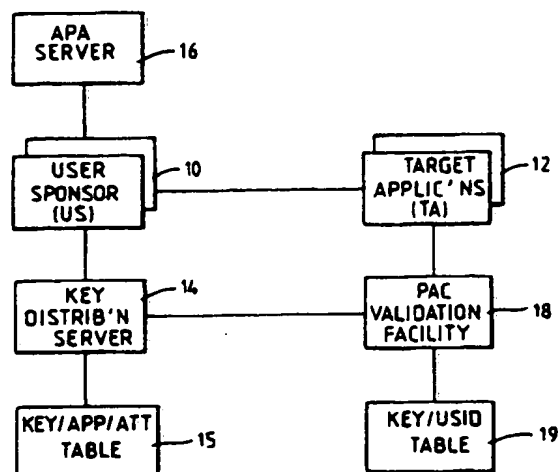 APA
SERVER
16
USER
SPONSOR
(US)
10
TARGET
APPLIC'NS
(TA)
12
KEY
DISTRIB'N
SERVER
14
PAC
VALIDATION
FACILITY
18
KEY/APP/ATT
TABLE
15
KEY/USID
TABLE
19